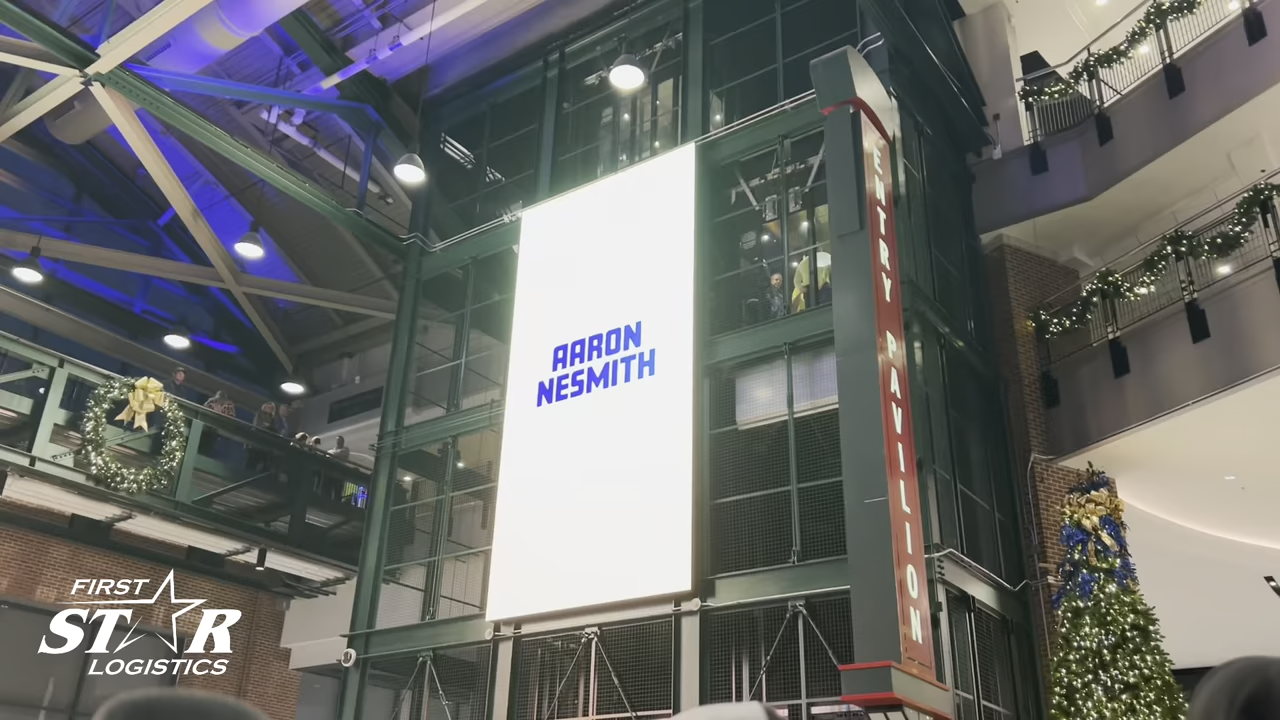 AARON
NESMITH
ENTRY PAVILION
FIRST
STAR
LOGISTICS